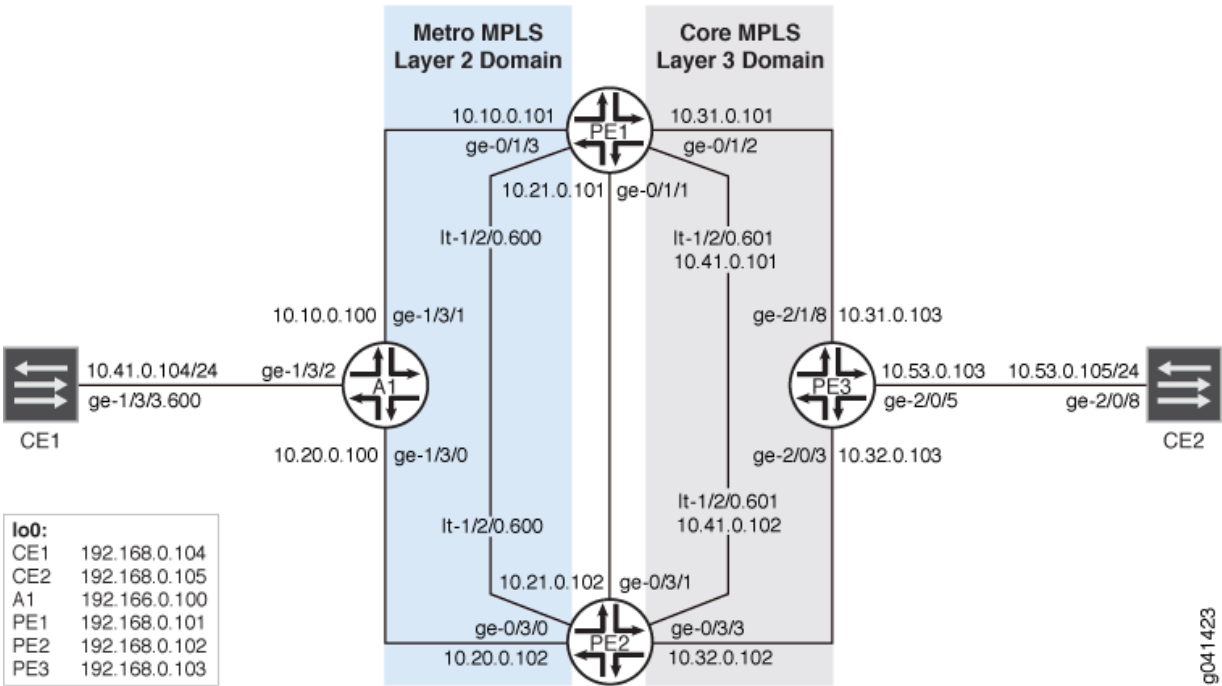 Metro MPLS
Layer 2 Domain
Core MPLS
Layer 3 Domain
10.10.0.101
10.31.0.101
PE1
ge-0/1/3
ge-0/1/2
10.21.0.101
ge-0/1/1
lt-1/2/0.600
lt-1/2/0.601
10.41.0.101
10.10.0.100
ge-1/3/1
ge-2/1/8
10.31.0.103
10.41.0.104/24
ge-1/3/2
A1
PE3
10.53.0.103
10.53.0.105/24
ge-1/3/3.600
ge-2/0/5
ge-2/0/8
CE1
CE2
10.20.0.100
ge-1/3/0
ge-2/0/3
10.32.0.103
lt-1/2/0.600
lt-1/2/0.601
10.41.0.102
10.21.0.102
ge-0/3/1
ge-0/3/0
PE2
ge-0/3/3
10.20.0.102
10.32.0.102
lo0:
CE1 192.168.0.104
CE2 192.168.0.105
A1 192.166.0.100
PE1 192.168.0.101
PE2 192.168.0.102
PE3 192.168.0.103
g041423